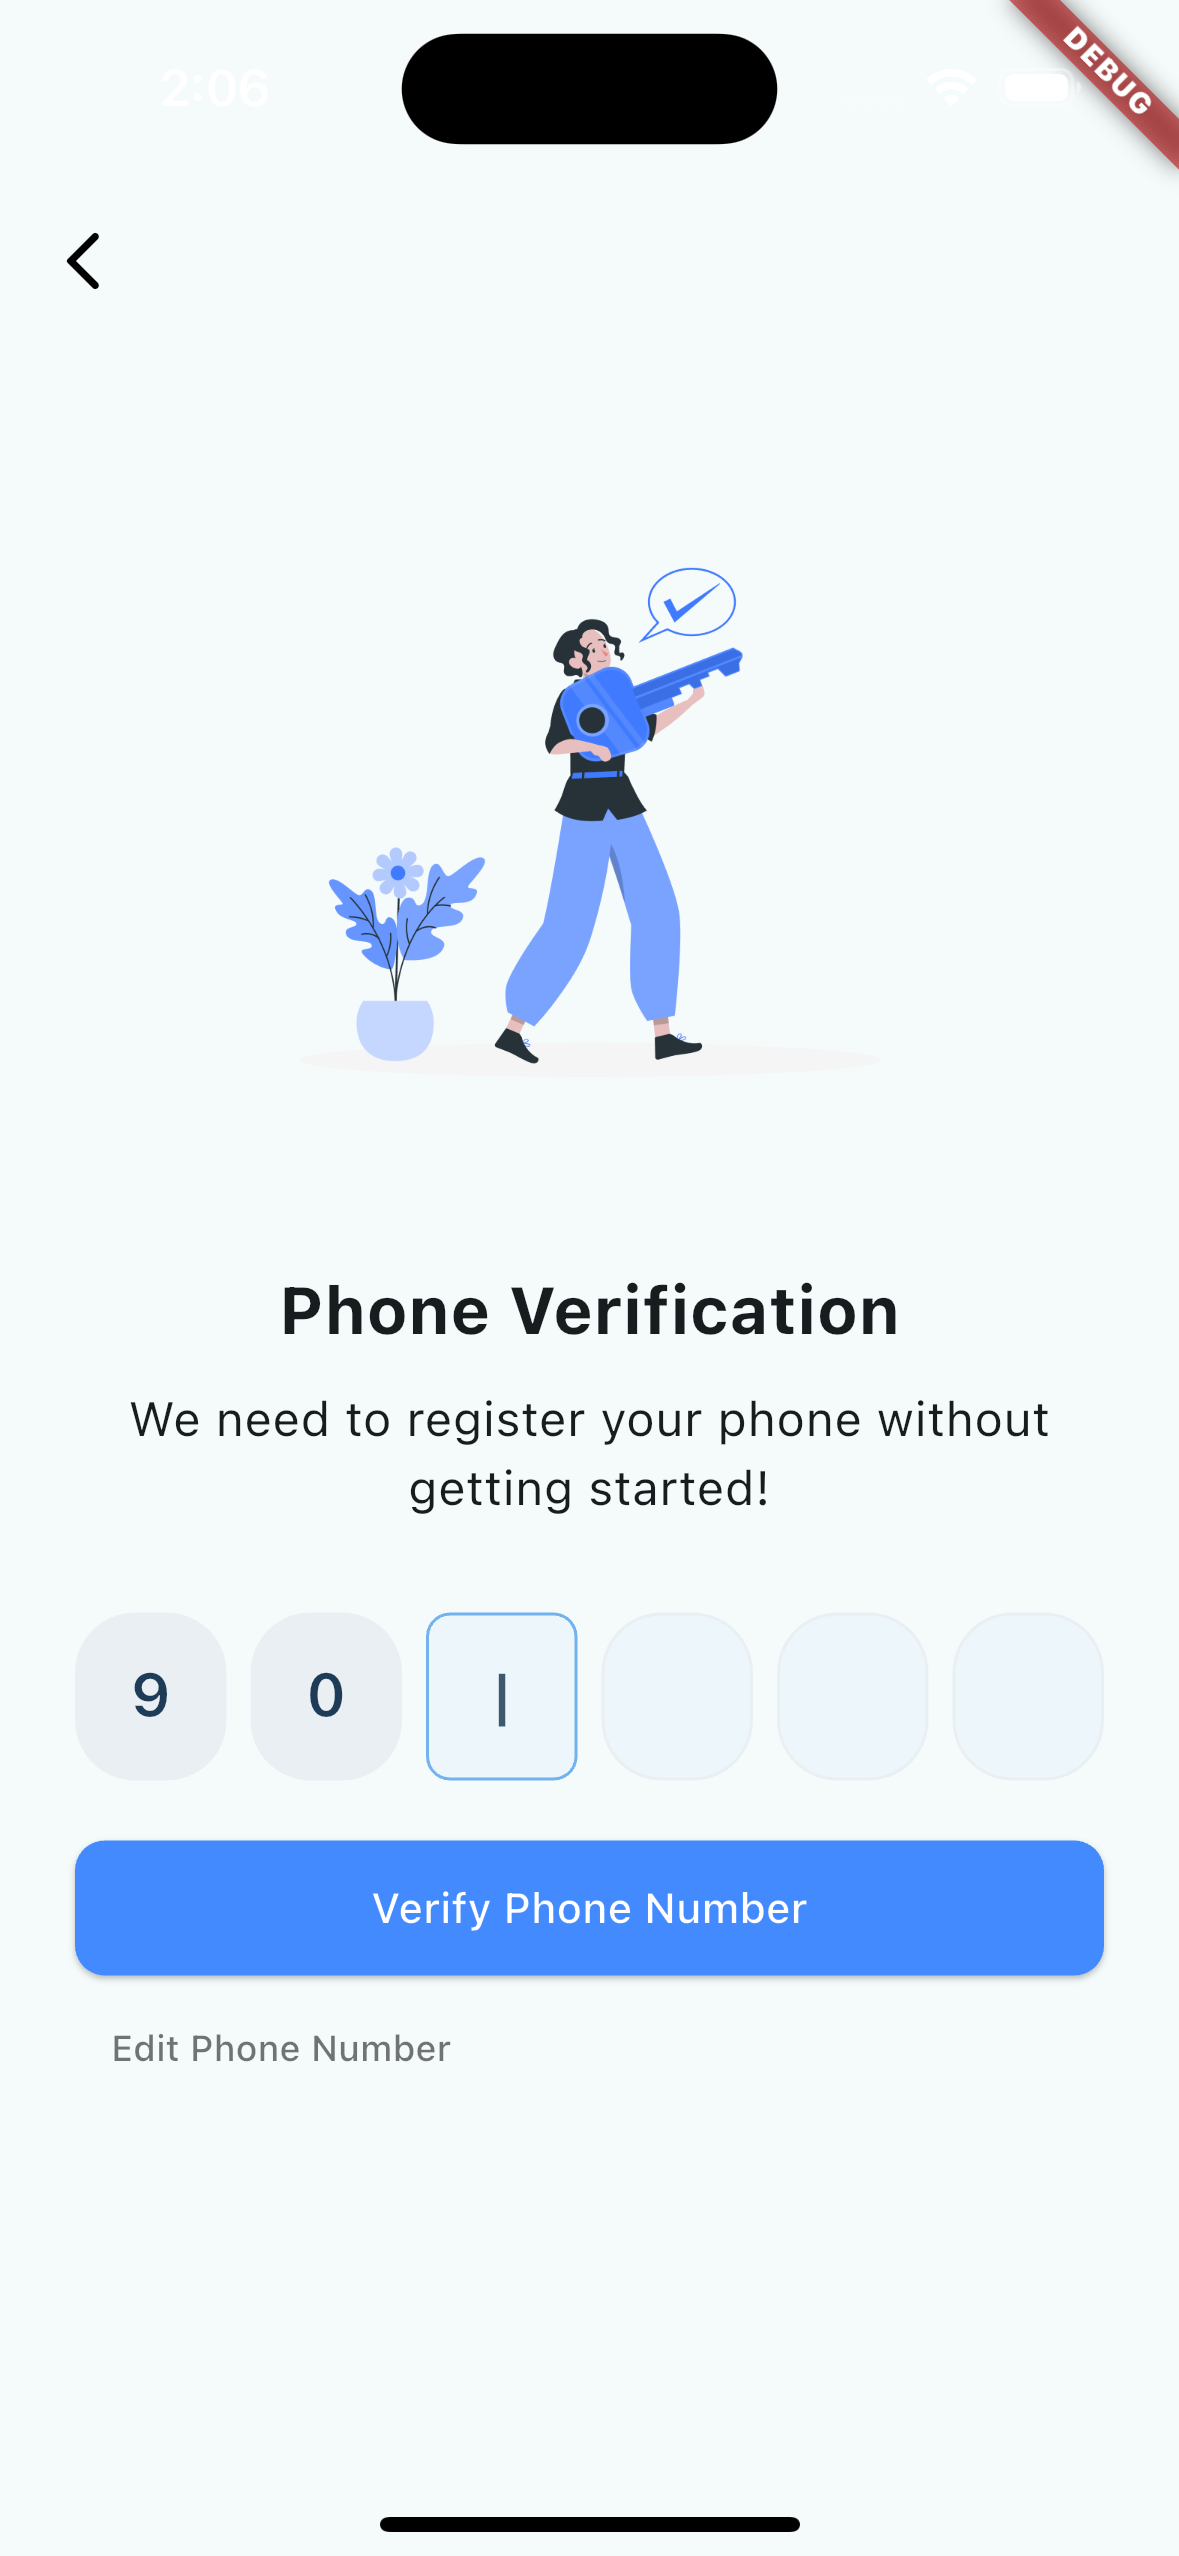 2:06
DEBUG
Phone Verification
We need to register your phone without
getting started!
9 0
Verify Phone Number
Edit Phone Number